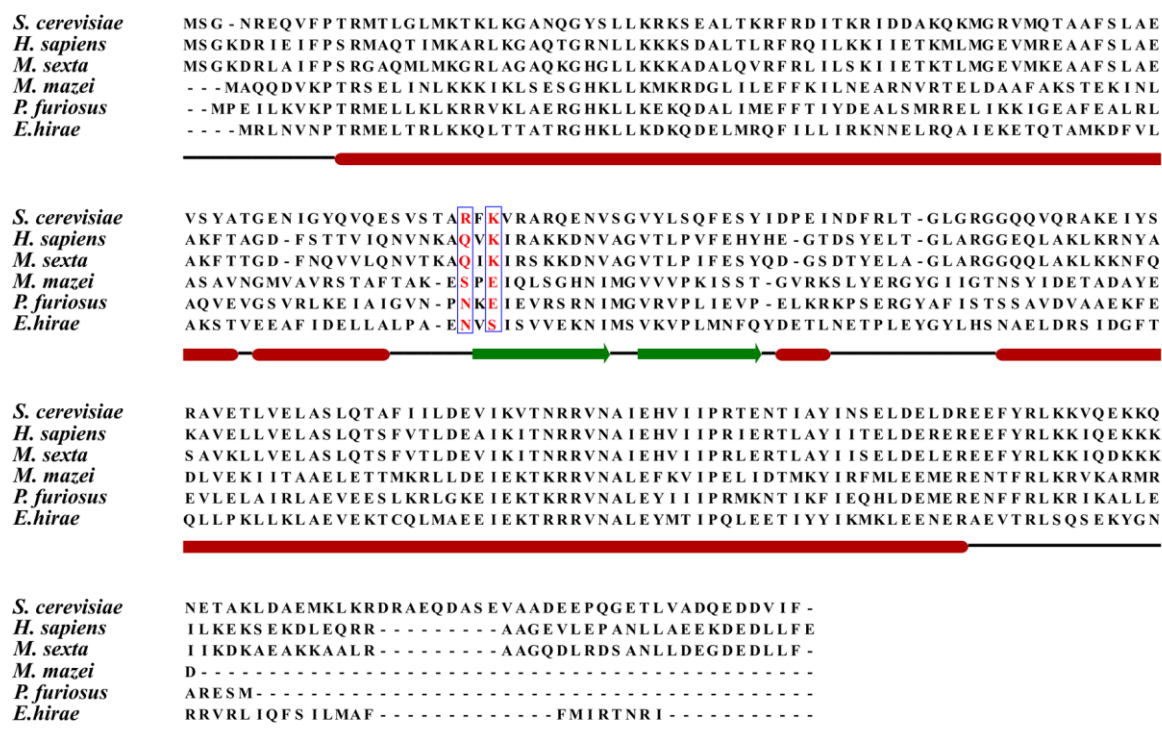 S. cerevisiae MSG-NREQVFPTRMTLGLMKTKLKGANQGYSLLKRKSEALTKRFRDITKRIDDAKQKMGRVMQTAAFSLAE
H. sapiens MSGKDRIEIFPSRMAQTIMKARLKGAQTGRNLLKKKSDALTLRFRQILKKIIETKMLMGEVMREAAFSLAE
M. sexta MSGKDRLAIFPSRGAQMLMKGRLAGAQKGHGLLKKKADALQVRFRLILSKIIETKTLMGEVMKEAAFSLAE
M. mazei ---MAQQDVKPTRSELINLKKKIKLSESGHKLLKMKRDGLILEFFKILNEARNVRTELDAAFAKSTEKINL
P. furiosus --MPEILKVKPTRMELLKLKRRVKLAERGHKLLKEKQDALIMEFFTIYDEALSMRRELIKKIGEAFEALRL
E.hirae ----MRLNVNPTRMELTRLKKQLTTATRGHKLLKDKQDELMRQFILLIRKNNELRQAIEKETQTAMKDFVL
S. cerevisiae VSYATGENIGYQVQESVSTARFKVRARQENVSGVYLSQFESYIDPEINDFRLT-GLGRGGQQVQRAKEIYS
H. sapiens AKFTAGD-FSTTVIQNVNKAQVKIRAKKDNVAGVTLPVFEHYHE-GTDSYELT-GLARGGEQLAKLKRNYA
M. sexta AKFTTGD-FNQVVLQNVTKAQIKIRSKKDNVAGVTLPIFESYQD-GSDTYELA-GLARGGQQLAKLKKNFQ
M. mazei ASAVNGMVAVRSTAFTAK-ESPEIQLSGHNIMGVVVPKISST-GVRKSLYERGYGIIGTNSYIDETADAYE
P. furiosus AQVEVGSVRLKEIAIGVN-PNKEIEVRSRNIMGVRVPLIEVP-ELKRKPSERGYAFISTSSAVDVAAEKFE
E.hirae AKSTVEEAFIDELLALPA-ENVSISVVEKNIMSVKVPLMNFQYDETLNETPLEYGYLHSNAELDRSIDGFT
S. cerevisiae RAVETLVELASLQTAFIILDEVIKVTNRRVNAIEHVIIPRTENTIAYINSELDELDREEFYRLKKVQEKKQ
H. sapiens KAVELLVELASLQTSFVTLDEAIKITNRRVNAIEHVIIPRIERTLAYIITELDEREREEFYRLKKIQEKKK
M. sexta SAVKLLVELASLQTSFVTLDEVIKITNRRVNAIEHVIIPRLERTLAYIISELDELEREEFYRLKKIQDKKK
M. mazei DLVEKIITAAELETTMKRLLDEIEKTKRRVNALEFKVIPELIDTMKYIRFMLEEMERENTFRLKRVKARMR
P. furiosus EVLELAIRLAEVEESLKRLGKEIEKTKRRVNALEYIIIPRMKNTIKFIEQHLDEMERENFFRLKRIKALLE
E.hirae QLLPKLLKLAEVEKTCQLMAEEIEKTRRRVNALEYMTIPQLEETIYYIKMKLEENERAEVTRLSQSEKYGN
S. cerevisiae NETAKLDAEMKLKRDRAEQDASEVAADEEPQGETLVADQEDDVIF-
H. sapiens ILKEKSEKDLEQRR---------AAGEVLEPANLLAEEKDEDLLFE
M. sexta IIKDKAEAKKAALR---------AAGQDLRDSANLLDEGDEDLLF-
M. mazei D---------------------------------------------
P. furiosus ARESM-----------------------------------------
E.hirae RRVRLIQFSILMAF-------------FMIRTNRI-----------